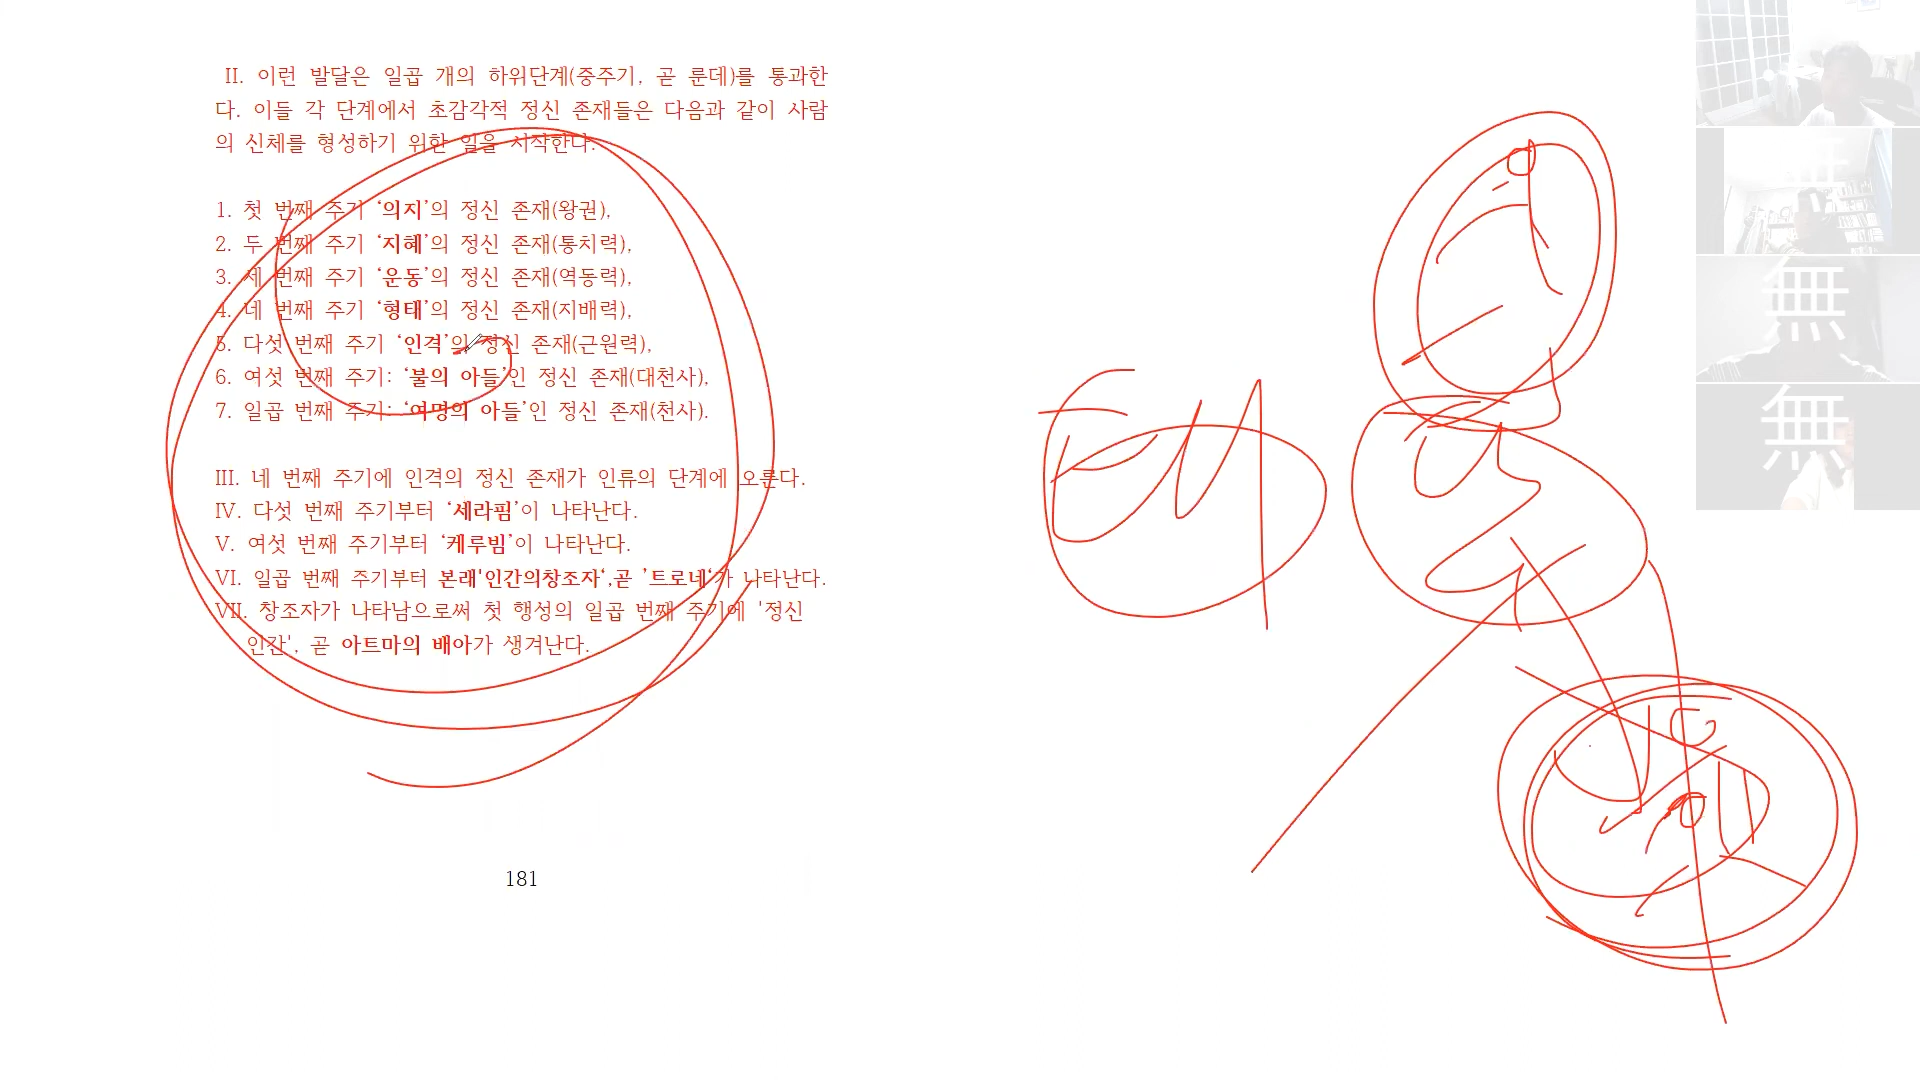 II. 이런 발달은 일곱 개의 하위단계(중주기, 곧 룬데)를 통과한
다. 이들 각 단계에서 초감각적 정신 존재들은 다음과 같이 사람
의 신체를 형성하기 위한 일을 시작한다.
1. 첫 번째 주기 ‘의지’의 정신 존재(왕권),
2. 두 번째 주기 ‘지혜’의 정신 존재(통치력),
3. 세 번째 주기 ‘운동’의 정신 존재(역동력),
4. 네 번째 주기 ‘형태’의 정신 존재(지배력),
5. 다섯 번째 주기 ‘인격’의 정신 존재(근원력),
6. 여섯 번째 주기: ‘불의 아들’인 정신 존재(대천사),
7. 일곱 번째 주기: ‘여명의 아들’인 정신 존재(천사).
III. 네 번째 주기에 인격의 정신 존재가 인류의 단계에 오른다.
IV. 다섯 번째 주기부터 ‘세라핌’이 나타난다.
V. 여섯 번째 주기부터 ‘케루빔’이 나타난다.
VI. 일곱 번째 주기부터 본래'인간의창조자‘,곧 ’트로네‘가 나타난다.
VII. 창조자가 나타남으로써 첫 행성의 일곱 번째 주기에 '정신
인간', 곧 아트마의 배아가 생겨난다.
181
無
無
無